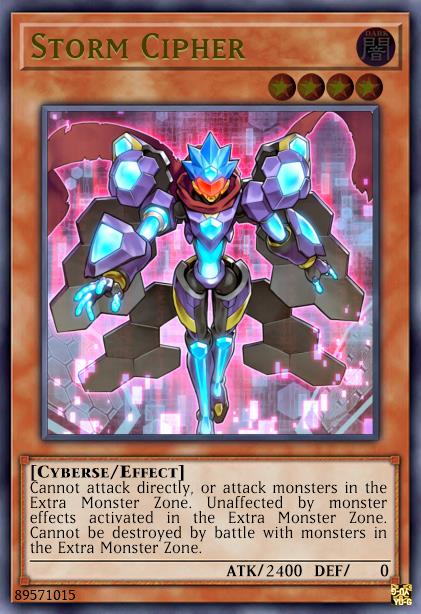 STORM CIPHER
DARK
闇
[CYBERSE/EFFECT]
Cannot attack directly, or attack monsters in the
Extra Monster Zone. Unaffected by monster
effects activated in the Extra Monster Zone.
Cannot be destroyed by battle with monsters in
the Extra Monster Zone.
ATK/2400 DEF/ 0
89571015